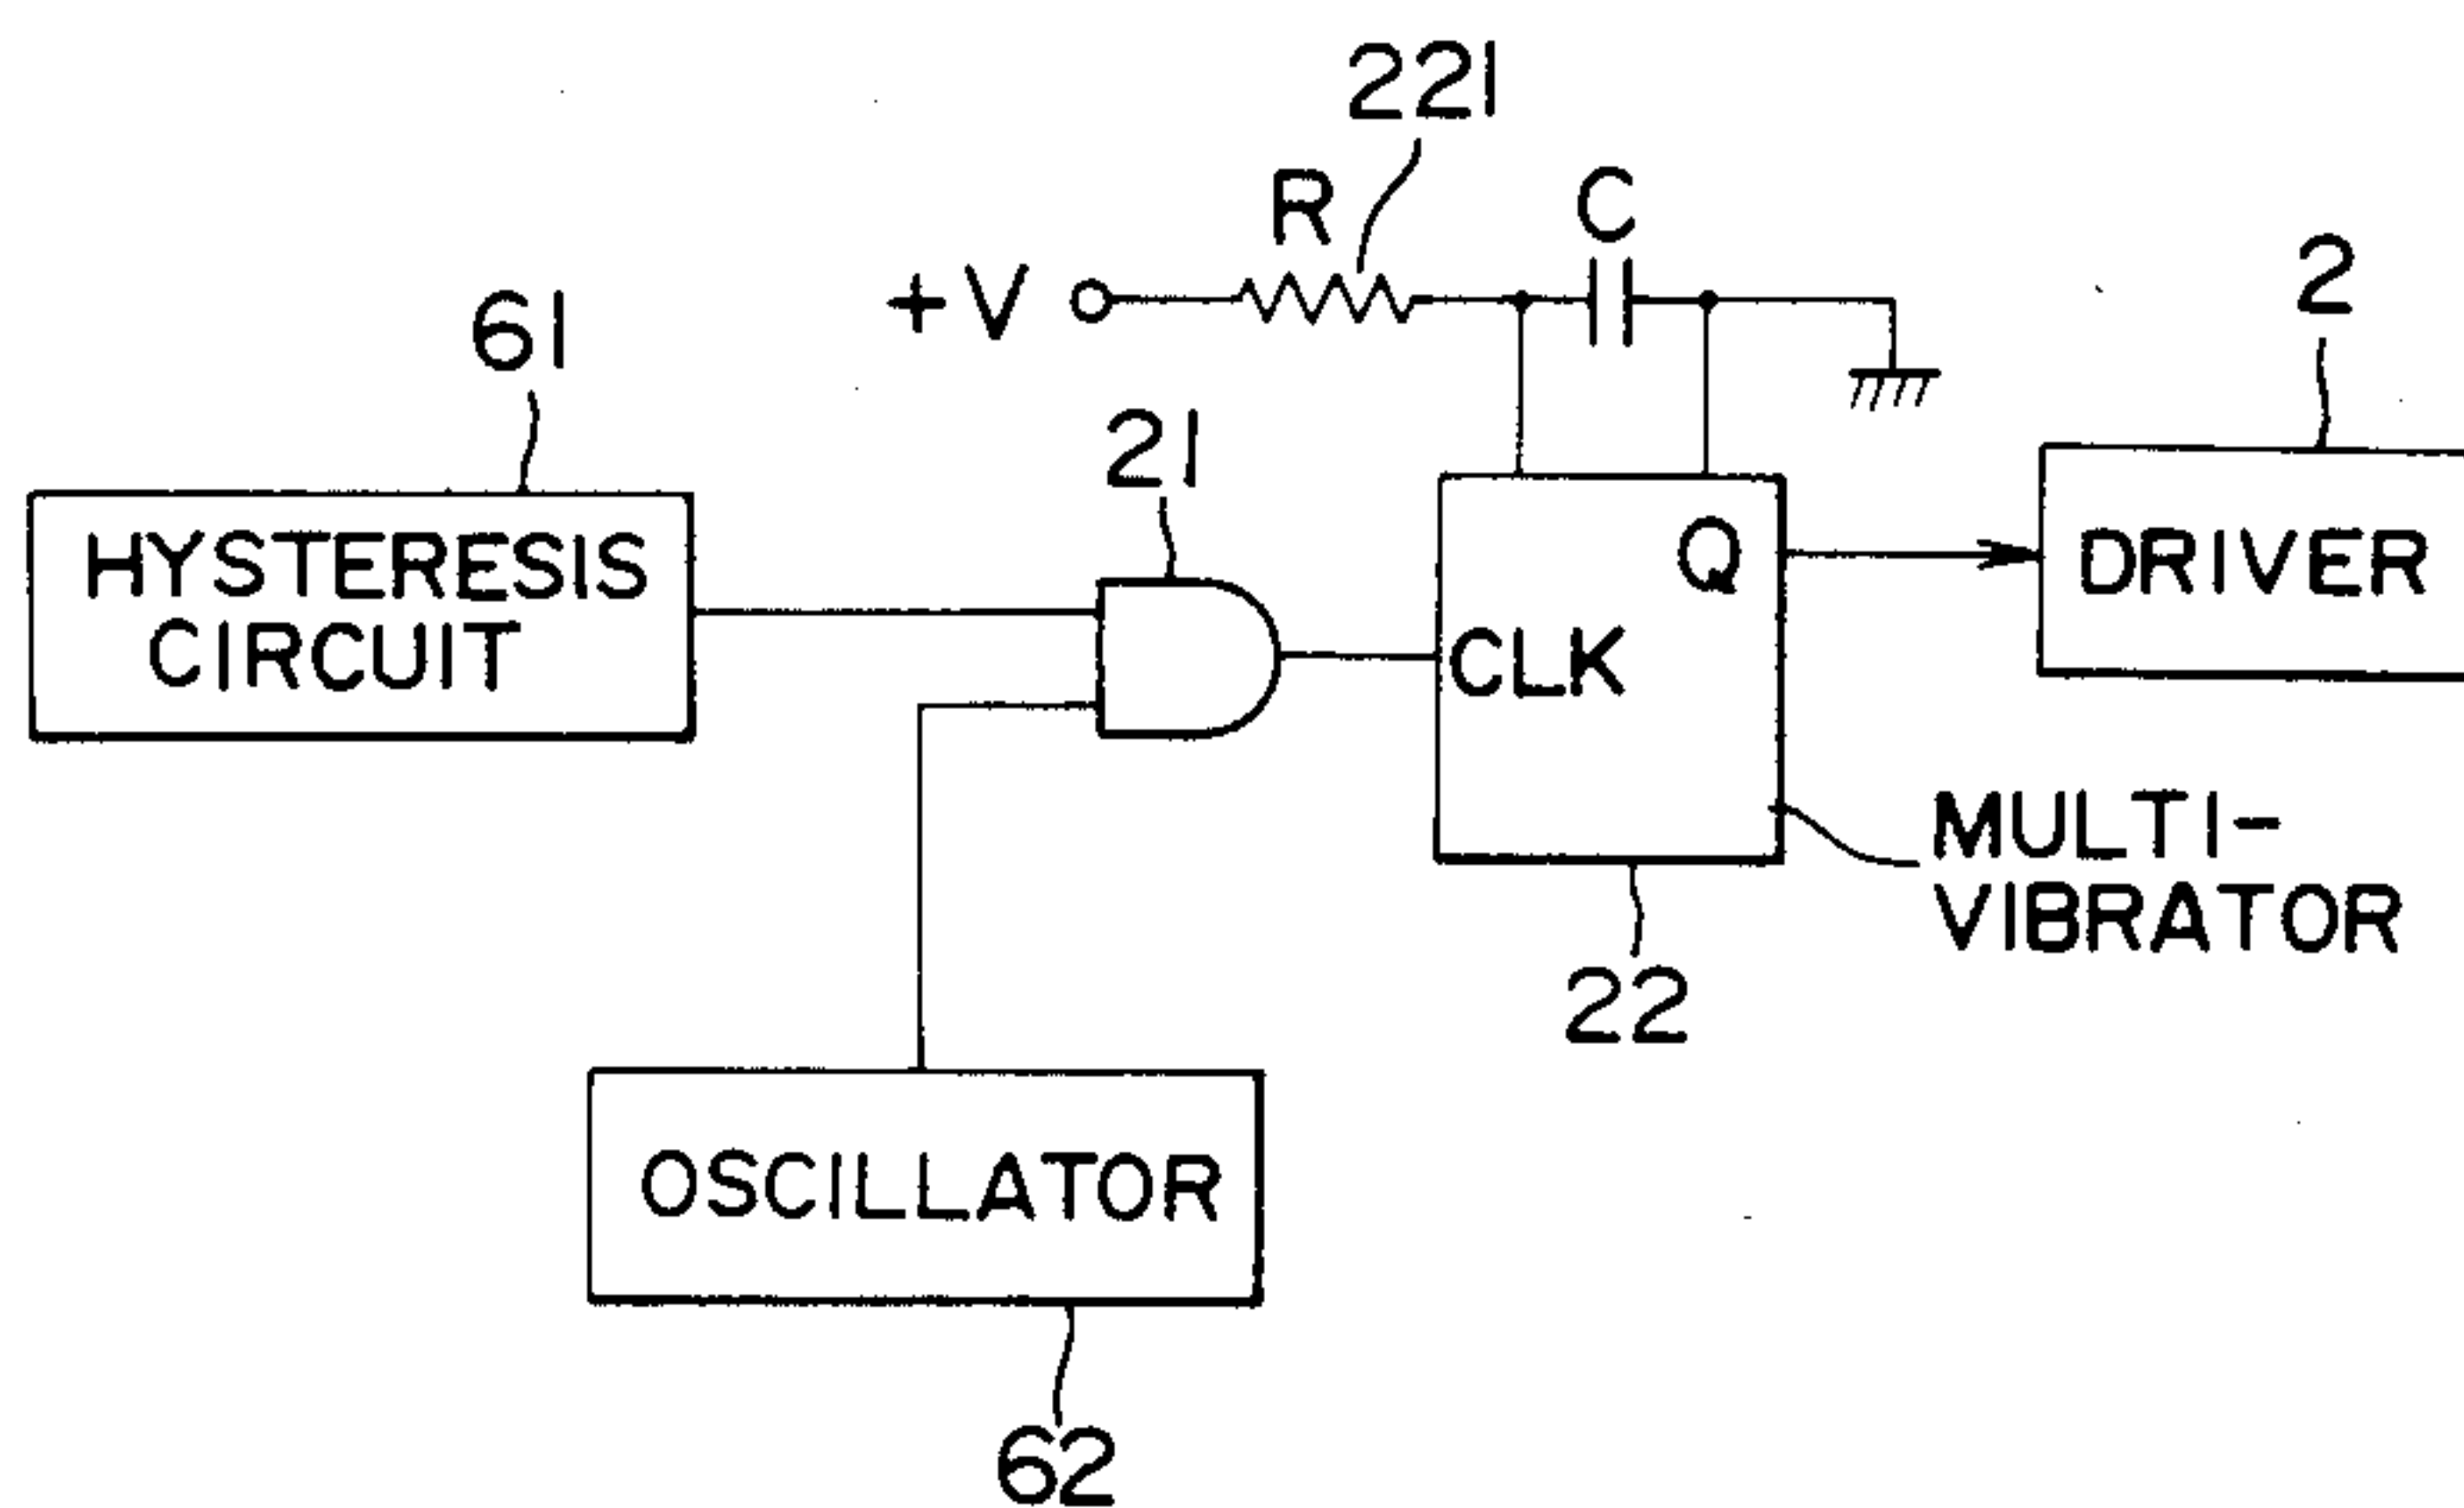 221
R
C
+V
2
61
21
HYSTERESIS
CIRCUIT
Q
DRIVER
CLK
MULTI-
VIBRATOR
22
OSCILLATOR
62